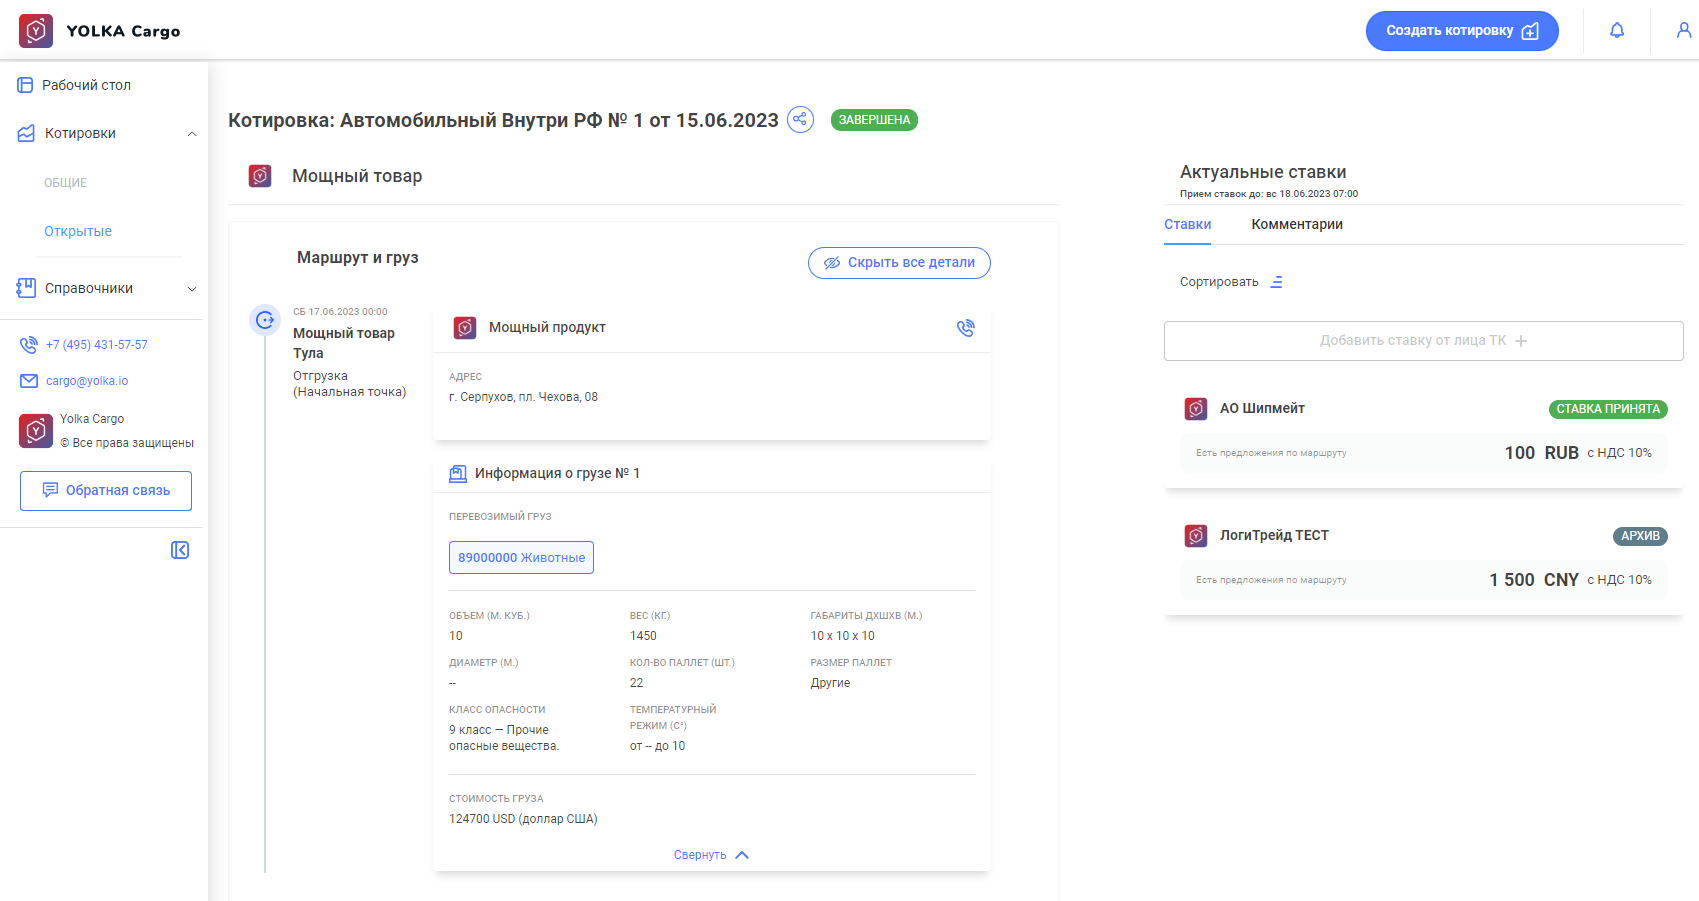 YOLKA Cargo
Создать котировку
Рабочий стол
Котировки
ОБЩИЕ
Открытые
Справочники
+7 (495) 431-57-57
cargo@yolka.io
Yolka Cargo
© Все права защищены
Обратная связь
Котировка: Автомобильный Внутри РФ № 1 от 15.06.2023
ЗАВЕРШЕНА
Мощный товар
Маршрут и груз
Скрыть все детали
СБ 17.06.2023 00:00
Мощный товар
Тула
Отгрузка
(Начальная точка)
Мощный продукт
АДРЕС
г. Серпухов, пл. Чехова, 08
Информация о грузе № 1
ПЕРЕВОЗИМЫЙ ГРУЗ
89000000 Животные
ОБЪЕМ (М. КУБ.)
10
ВЕС (КГ.)
1450
ГАБАРИТЫ ДХШХВ (М.)
10 x 10 x 10
ДИАМЕТР (М.)
--
КОЛ-ВО ПАЛЛЕТ (ШТ.)
22
РАЗМЕР ПАЛЛЕТ
Другие
КЛАСС ОПАСНОСТИ
9 класс — Прочие
опасные вещества.
ТЕМПЕРАТУРНЫЙ
РЕЖИМ (С°)
от -- до 10
СТОИМОСТЬ ГРУЗА
124700 USD (доллар США)
Свернуть
Актуальные ставки
Прием ставок до: вс 18.06.2023 07:00
Ставки
Комментарии
Сортировать
Добавить ставку от лица ТК
АО Шипмейт
СТАВКА ПРИНЯТА
Есть предложения по маршруту
100 RUB с НДС 10%
ЛогиТрейд ТЕСТ
АРХИВ
Есть предложения по маршруту
1 500 CNY с НДС 10%